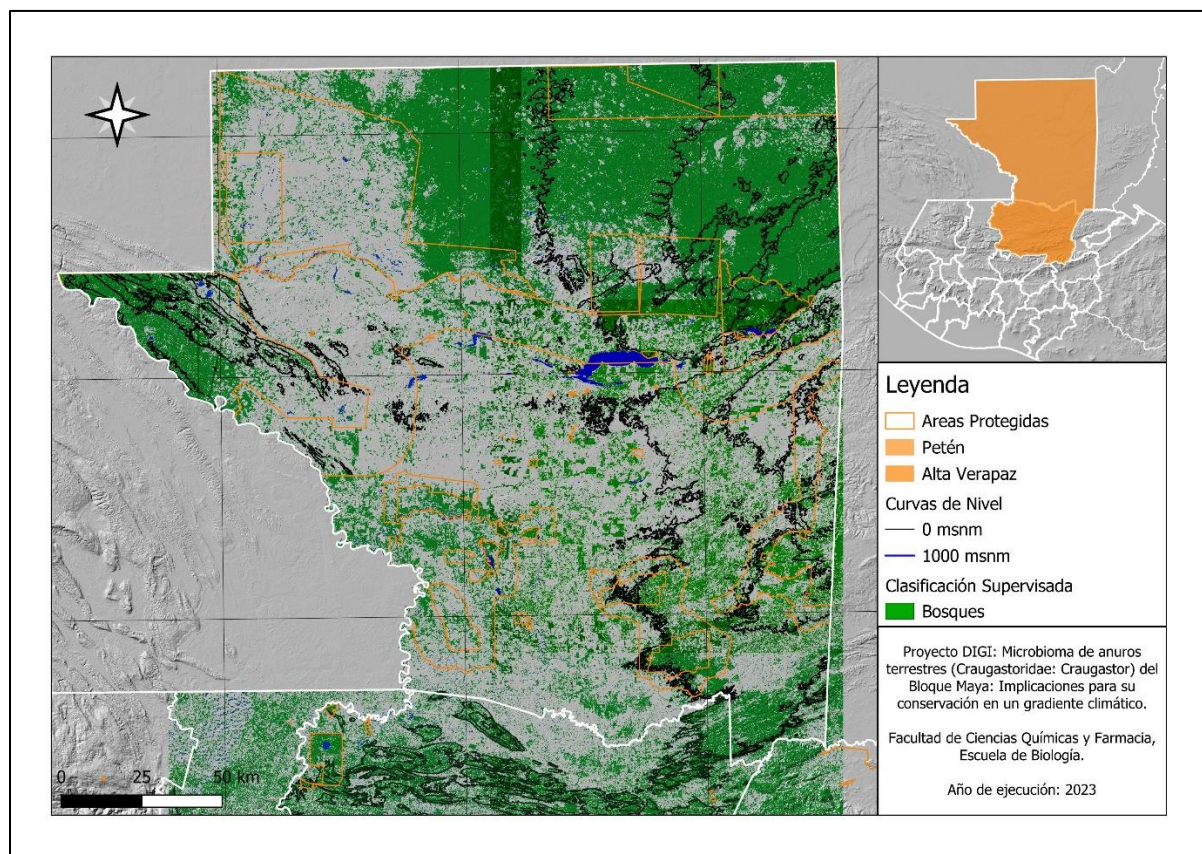 Leyenda
Areas Protegidas
Petén
Alta Verapaz
Curvas de Nivel
0 msnm
1000 msnm
Clasificación Supervisada
Bosques
Proyecto DIGI: Microbioma de anuros
terrestres (Craugastoridae: Craugastor) del
Bloque Maya: Implicaciones para su
conservación en un gradiente climático.
Facultad de Ciencias Químicas y Farmacia,
Escuela de Biología.
Año de ejecución: 2023
0 25 50 km